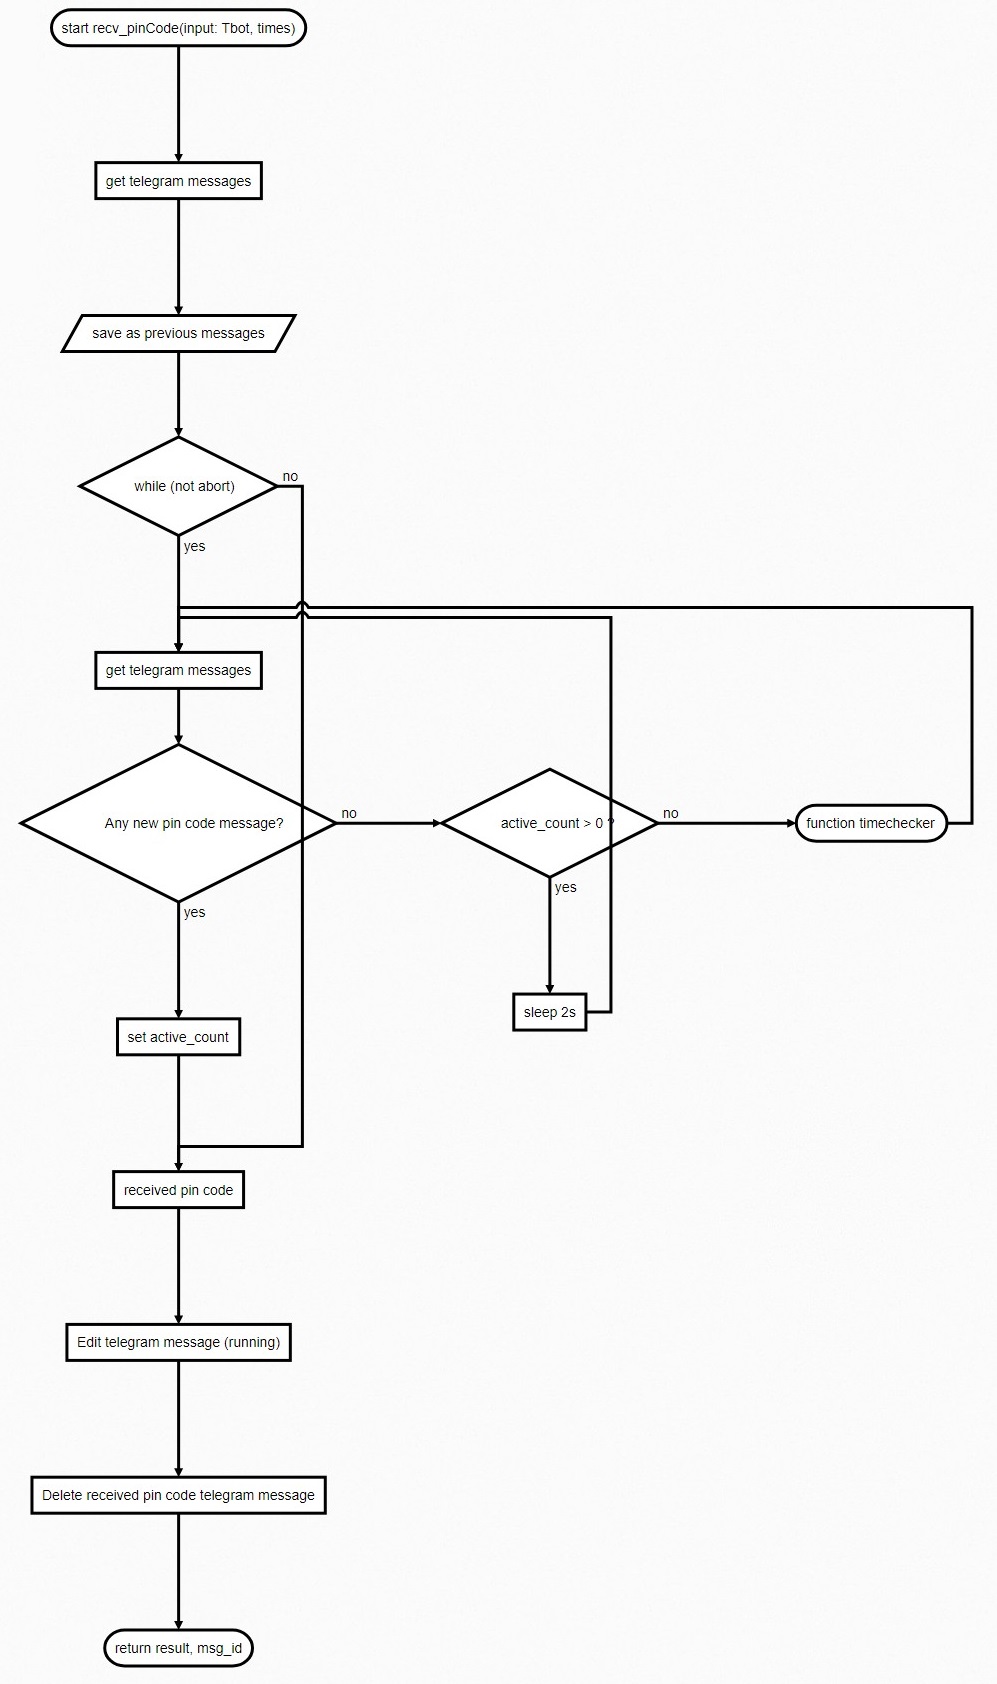 start recv_pinCode(input: Tbot, times)
get telegram messages
save as previous messages
while (not abort)
no
yes
get telegram messages
Any new pin code message?
no
active_count > 0 ?
no
function timechecker
yes
yes
set active_count
sleep 2s
received pin code
Edit telegram message (running)
Delete received pin code telegram message
return result, msg_id